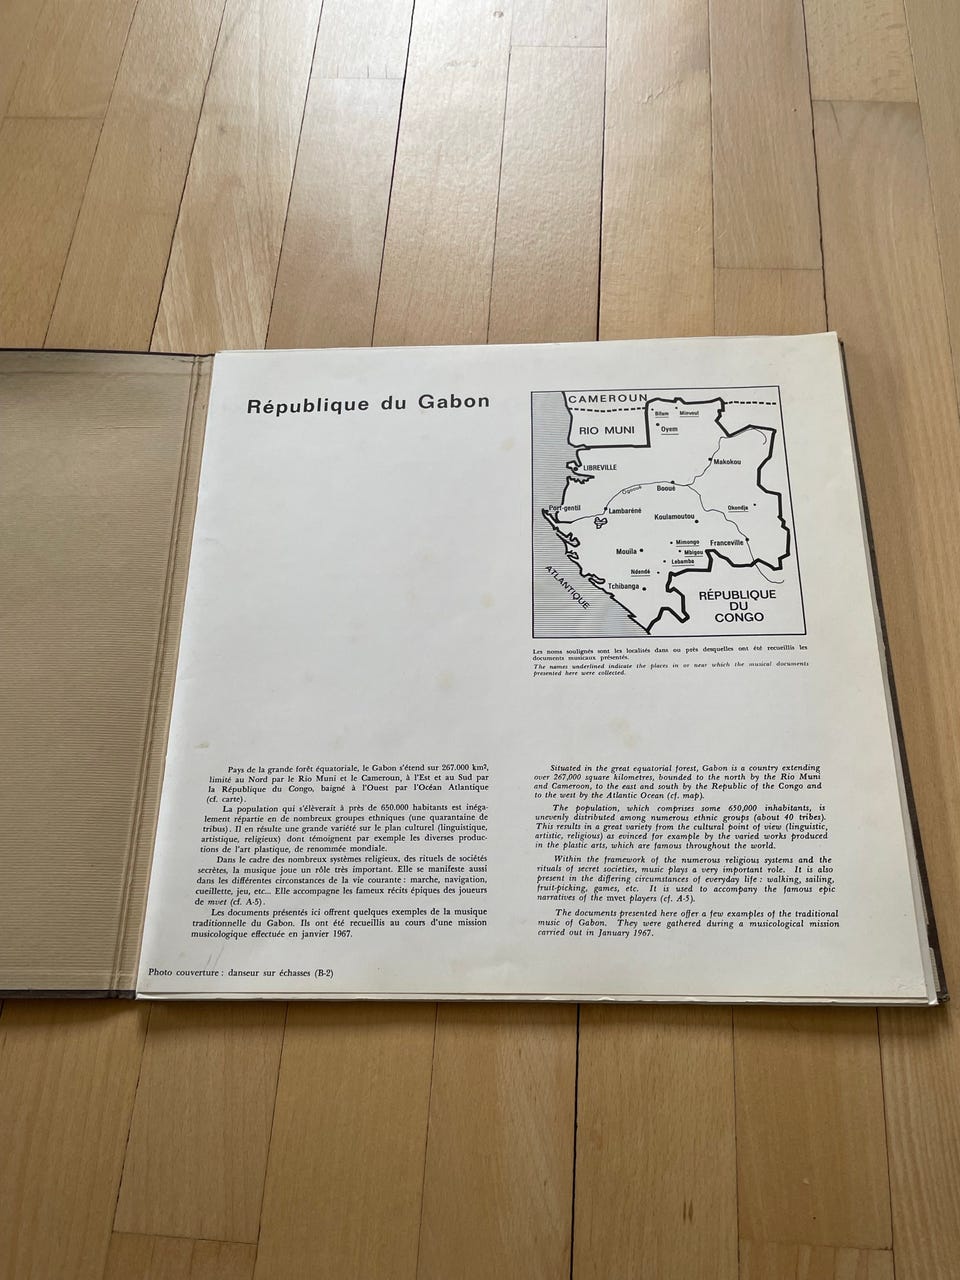 République du Gabon
CAMEROUN
RIO MUNI
Bitam
Minvoul
Oyem
LIBREVILLE
Makokou
Ogooué
Booué
Port-gentil
Lambaréné
Okondja
Koulamoutou
Mimongo
Franceville
Mouila
Mbigou
Lebamba
Ndendé
Tchibanga
ATLANTIQUE
RÉPUBLIQUE
DU
CONGO
Les noms soulignés sont les localités dans ou près desquelles ont été recueillis les
documents musicaux présentés.
The names underlined indicate the places in or near which the musical documents
presented here were collected.
Pays de la grande forêt équatoriale, le Gabon s'étend sur 267.000 km²,
limité au Nord par le Rio Muni et le Cameroun, à l'Est et au Sud par
la République du Congo, baigné à l'Ouest par l'Océan Atlantique
(cf. carte).
La population qui s'élèverait à près de 650.000 habitants est inéga-
lement répartie en de nombreux groupes ethniques (une quarantaine de
tribus). Il en résulte une grande variété sur le plan culturel (linguistique,
artistique, religieux) dont témoignent par exemple les diverses produc-
tions de l'art plastique, de renommée mondiale.
Dans le cadre des nombreux systèmes religieux, des rituels de sociétés
secrètes, la musique joue un rôle très important. Elle se manifeste aussi
dans les différentes circonstances de la vie courante : marche, navigation,
cueillette, jeu, etc... Elle accompagne les fameux récits épiques des joueurs
de mvet (cf. A-5).
Les documents présentés ici offrent quelques exemples de la musique
traditionnelle du Gabon. Ils ont été recueillis au cours d'une mission
musicologique effectuée en janvier 1967.
Photo couverture : danseur sur échasses (B-2)
Situated in the great equatorial forest, Gabon is a country extending
over 267,000 square kilometres, bounded to the north by the Rio Muni
and Cameroon, to the east and south by the Republic of the Congo and
to the west by the Atlantic Ocean (cf. map).
The population, which comprises some 650,000 inhabitants, is
unevenly distributed among numerous ethnic groups (about 40 tribes).
This results in a great variety from the cultural point of view (linguistic,
artistic, religious) as evinced for example by the varied works produced
in the plastic arts, which are famous throughout the world.
Within the framework of the numerous religious systems and the
rituals of secret societies, music plays a very important role. It is also
present in the differing circumstances of everyday life : walking, sailing,
fruit-picking, games, etc. It is used to accompany the famous epic
narratives of the mvet players (cf. A-5).
The documents presented here offer a few examples of the traditional
music of Gabon. They were gathered during a musicological mission
carried out in January 1967.